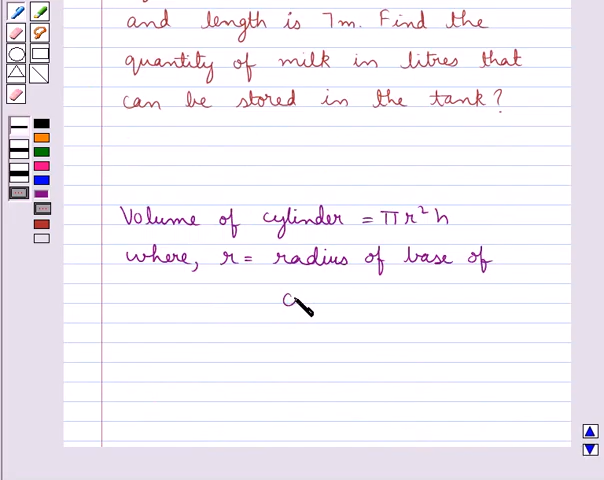 and length is 7m. Find the
quantity of milk in litres that
can be stored in the tank?
Volume of cylinder = πr²h
where, r = radius of base of
c